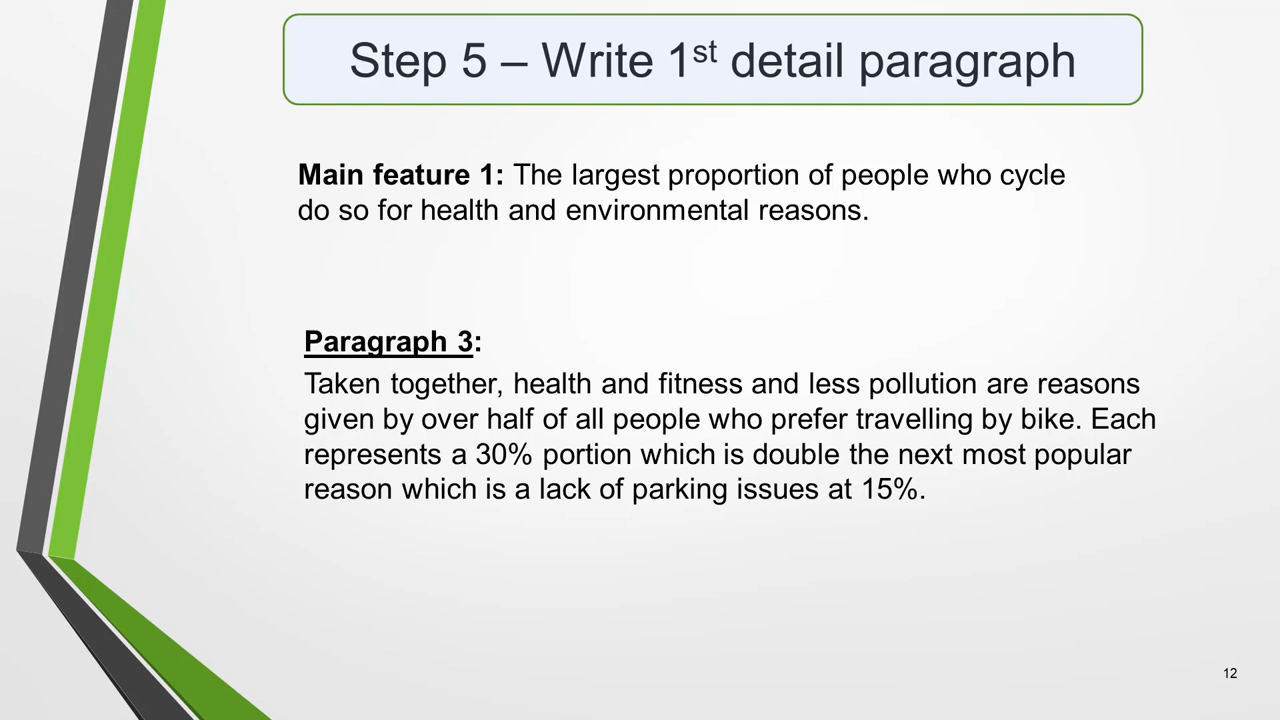 Step 5 – Write 1st detail paragraph
Main feature 1: The largest proportion of people who cycle
do so for health and environmental reasons.
Paragraph 3:
Taken together, health and fitness and less pollution are reasons
given by over half of all people who prefer travelling by bike. Each
represents a 30% portion which is double the next most popular
reason which is a lack of parking issues at 15%.
12